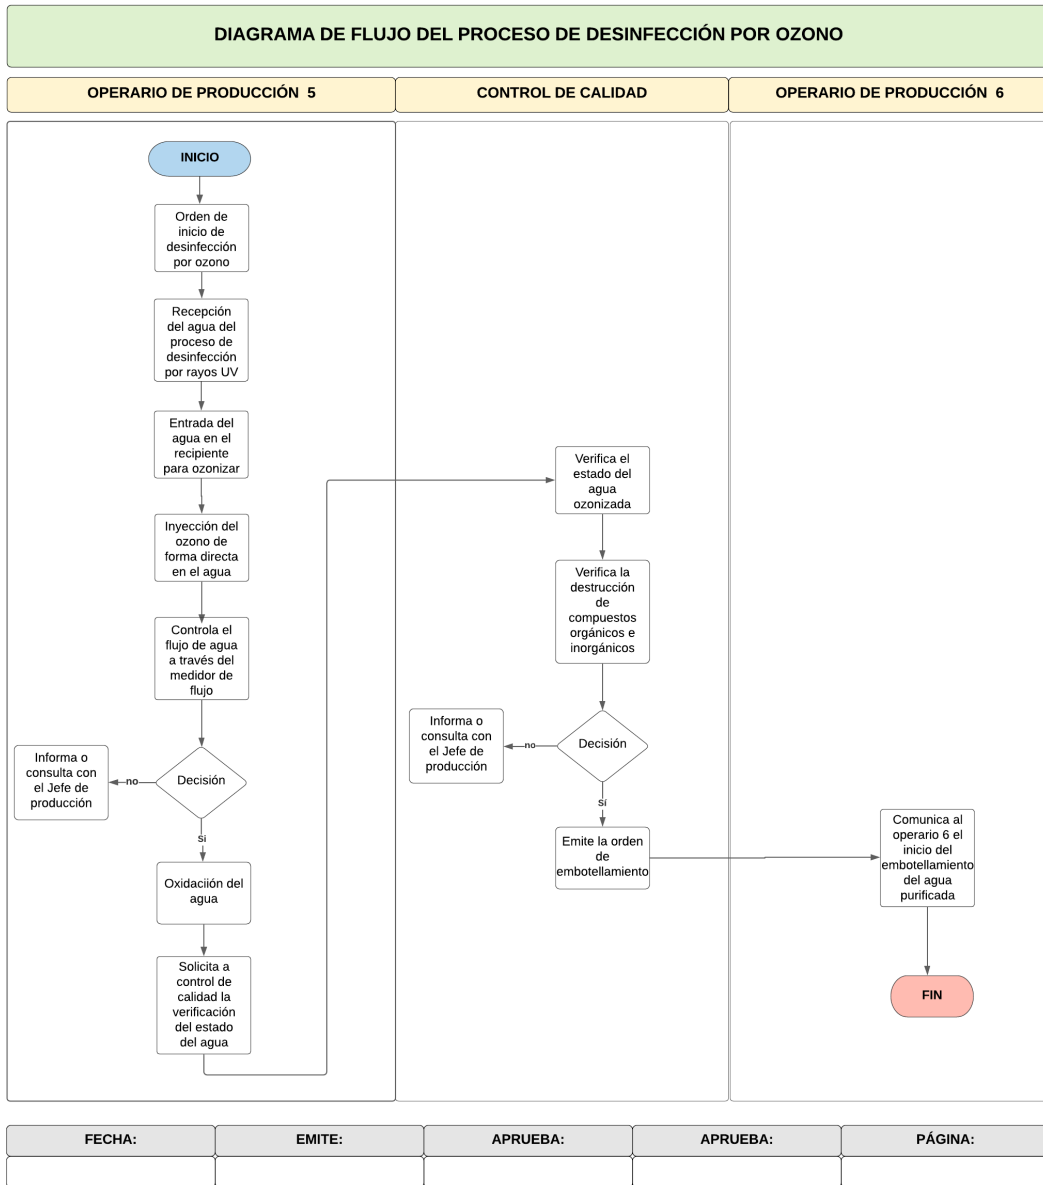 DIAGRAMA DE FLUJO DEL PROCESO DE DESINFECCIÓN POR OZONO
OPERARIO DE PRODUCCIÓN  5
CONTROL DE CALIDAD
OPERARIO DE PRODUCCIÓN  6
INICIO
Orden de
inicio de
desinfección
por ozono
Recepción
del agua del
proceso de
desinfección
por rayos UV
Entrada del
agua en el
recipiente
para ozonizar
Inyección del
ozono de
forma directa
en el agua
Controla el
flujo de agua
a través del
medidor de
flujo
Decisión
no
Informa o
consulta con
el Jefe de
producción
Sí
Oxidaciión del
agua
Solicita a
control de
calidad la
verificación
del estado
del agua
Verifica el
estado del
agua
ozonizada
Verifica la
destrucción
de
compuestos
orgánicos e
inorgánicos
Decisión
no
Informa o
consulta con
el Jefe de
producción
Sí
Emite la orden
de
embotellamiento
Comunica al
operario 6 el
inicio del
embotellamiento
del agua
purificada
FIN
FECHA:
EMITE:
APRUEBA:
APRUEBA:
PÁGINA: